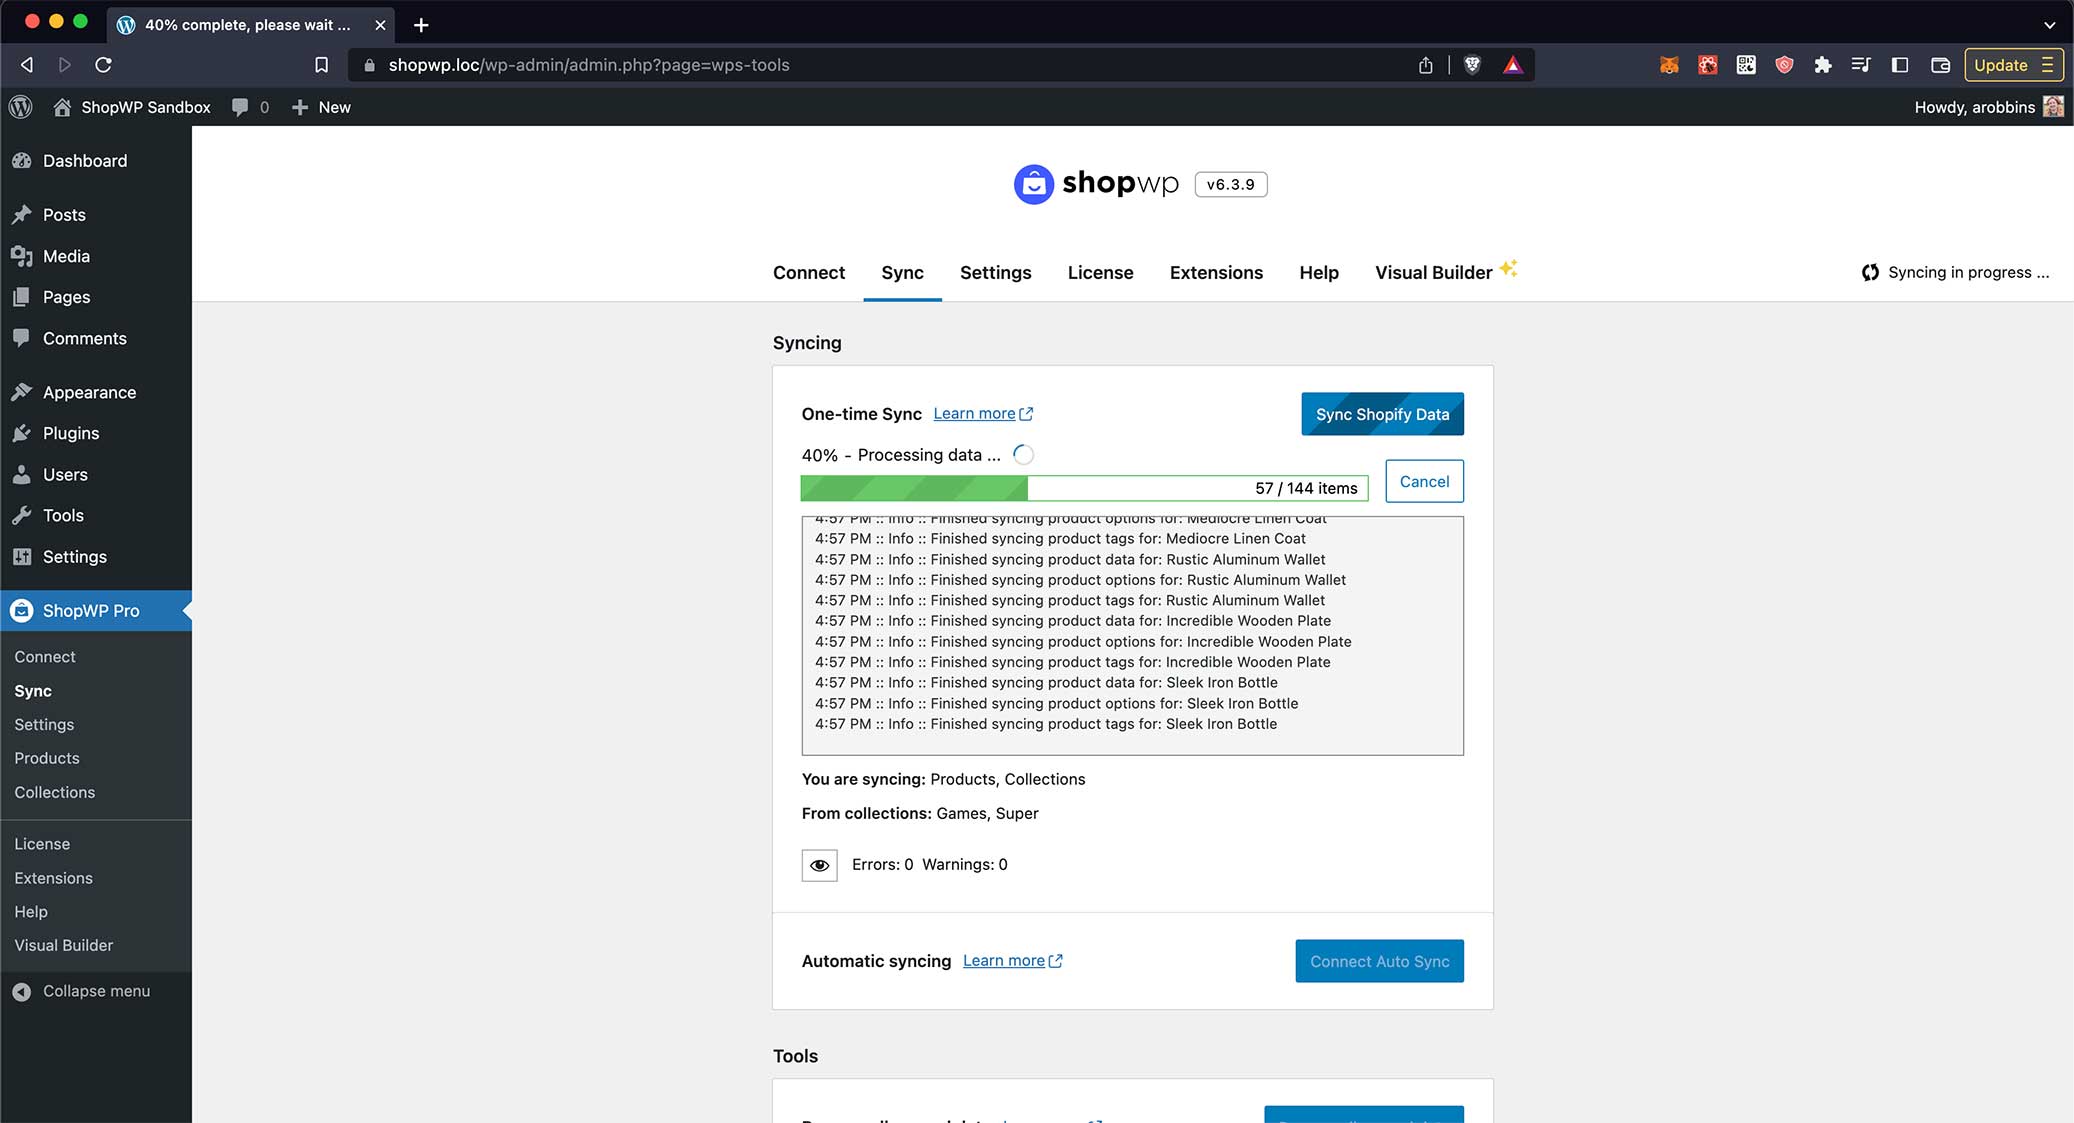 40% complete, please wait ...
shopwp.loc/wp-admin/admin.php?page=wps-tools
Update
ShopWP Sandbox
0
New
Howdy, arobbins
Dashboard
Posts
Media
Pages
Comments
Appearance
Plugins
Users
Tools
Settings
ShopWP Pro
Connect
Sync
Settings
Products
Collections
License
Extensions
Help
Visual Builder
Collapse menu
shopwp v6.3.9
Connect Sync Settings License Extensions Help Visual Builder
Syncing in progress ...
Syncing
One-time Sync Learn more
Sync Shopify Data
40% - Processing data ...
57 / 144 items
Cancel
4:57 PM :: Info :: Finished syncing product options for: Mediocre Linen Coat
4:57 PM :: Info :: Finished syncing product tags for: Mediocre Linen Coat
4:57 PM :: Info :: Finished syncing product data for: Rustic Aluminum Wallet
4:57 PM :: Info :: Finished syncing product options for: Rustic Aluminum Wallet
4:57 PM :: Info :: Finished syncing product tags for: Rustic Aluminum Wallet
4:57 PM :: Info :: Finished syncing product data for: Incredible Wooden Plate
4:57 PM :: Info :: Finished syncing product options for: Incredible Wooden Plate
4:57 PM :: Info :: Finished syncing product tags for: Incredible Wooden Plate
4:57 PM :: Info :: Finished syncing product data for: Sleek Iron Bottle
4:57 PM :: Info :: Finished syncing product options for: Sleek Iron Bottle
4:57 PM :: Info :: Finished syncing product tags for: Sleek Iron Bottle
You are syncing: Products, Collections
From collections: Games, Super
Errors: 0 Warnings: 0
Automatic syncing Learn more
Connect Auto Sync
Tools